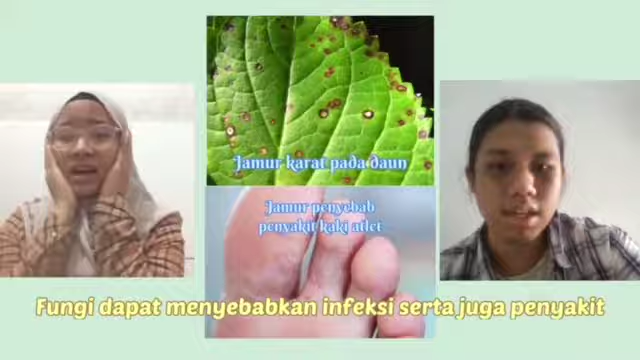 Jamur karat pada daun
Jamur penyebab
penyakit kaki atlet
Fungi dapat menyebabkan infeksi serta juga penyakit